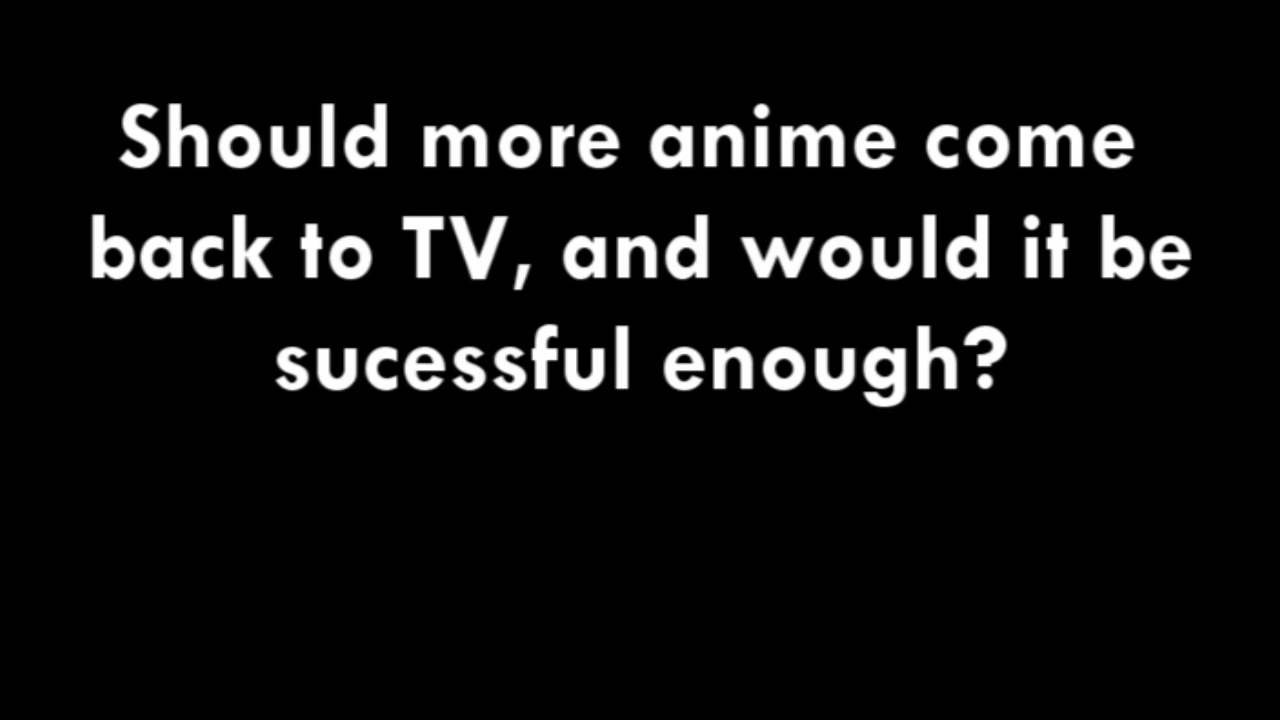 Should more anime come
back to TV, and would it be
sucessful enough?